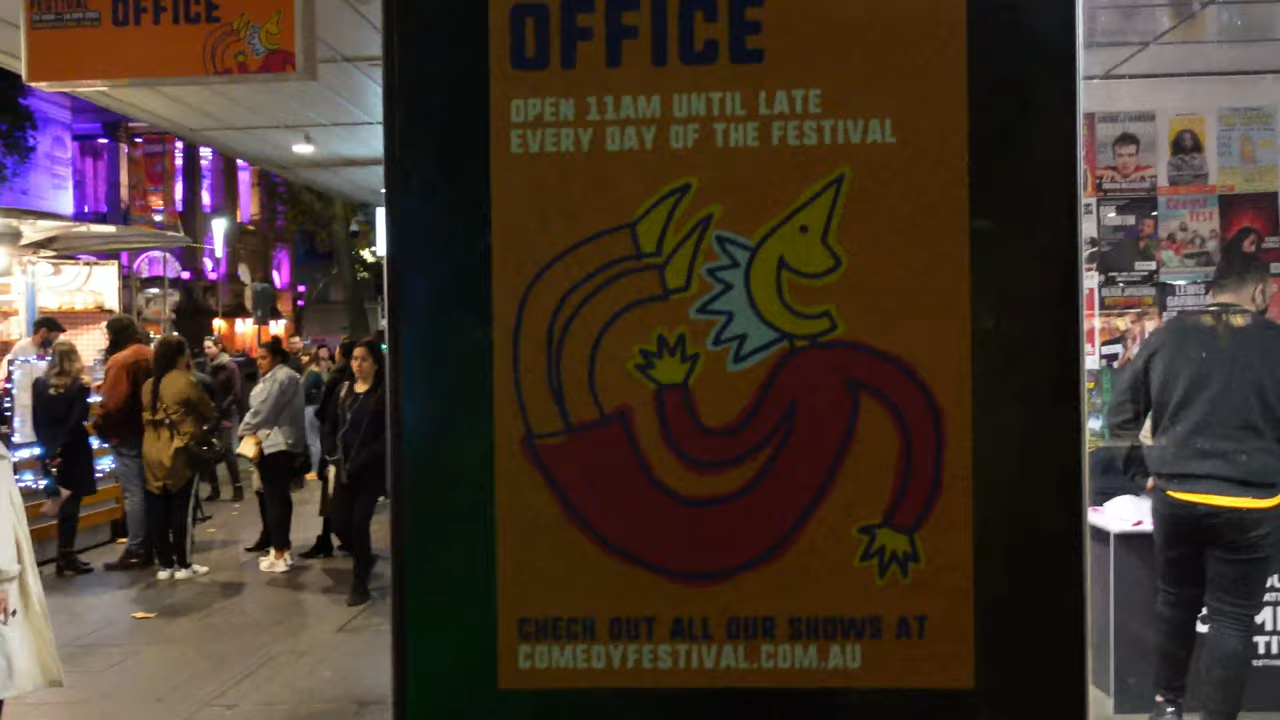 FESTIVAL
OFFICE
OFFICE
OPEN 11AM UNTIL LATE
EVERY DAY OF THE FESTIVAL
CHECK OUT ALL OUR SHOWS AT
COMEDYFESTIVAL.COM.AU